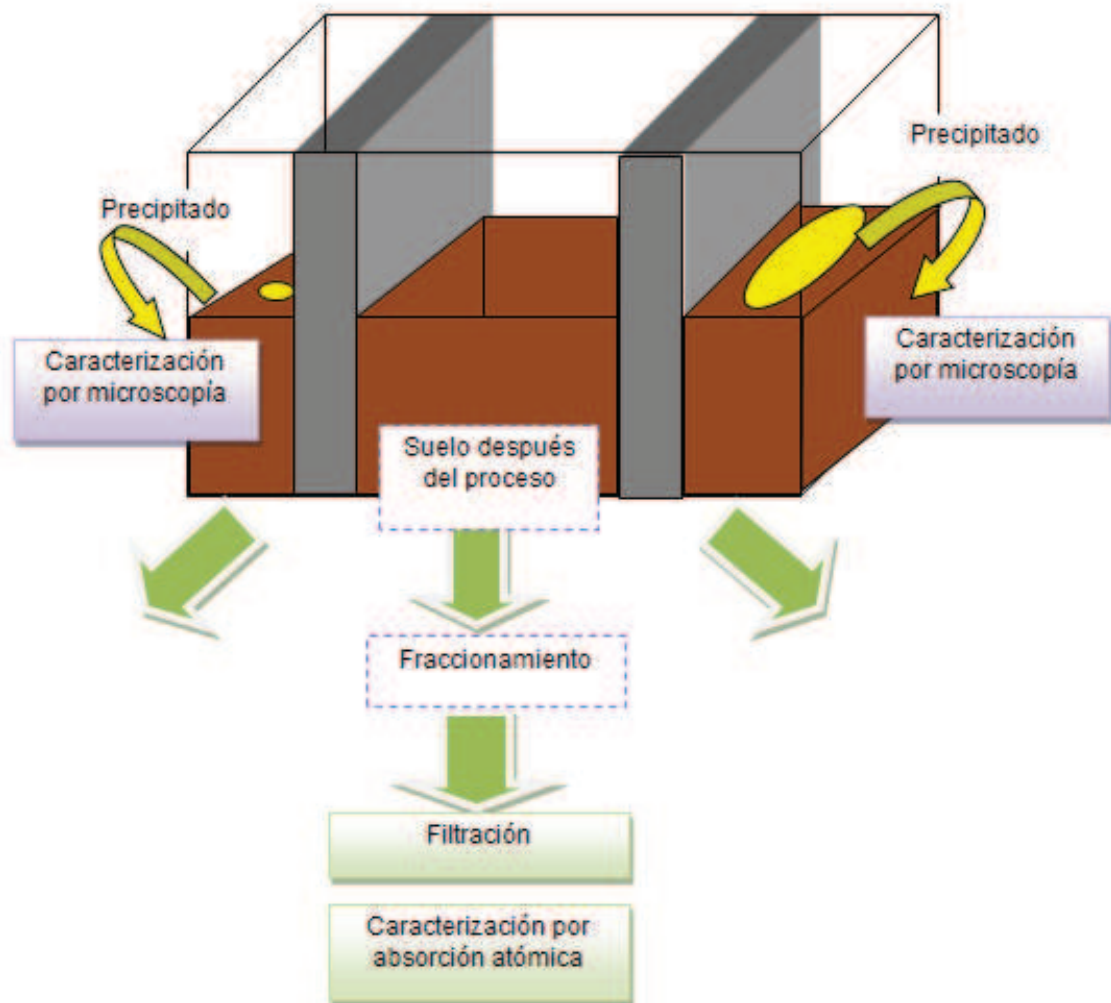 Precipitado
Precipitado
Caracterización
por microscopía
Caracterización
por microscopía
Suelo después
del proceso
Fraccionamiento
Filtración
Caracterización por
absorción atómica